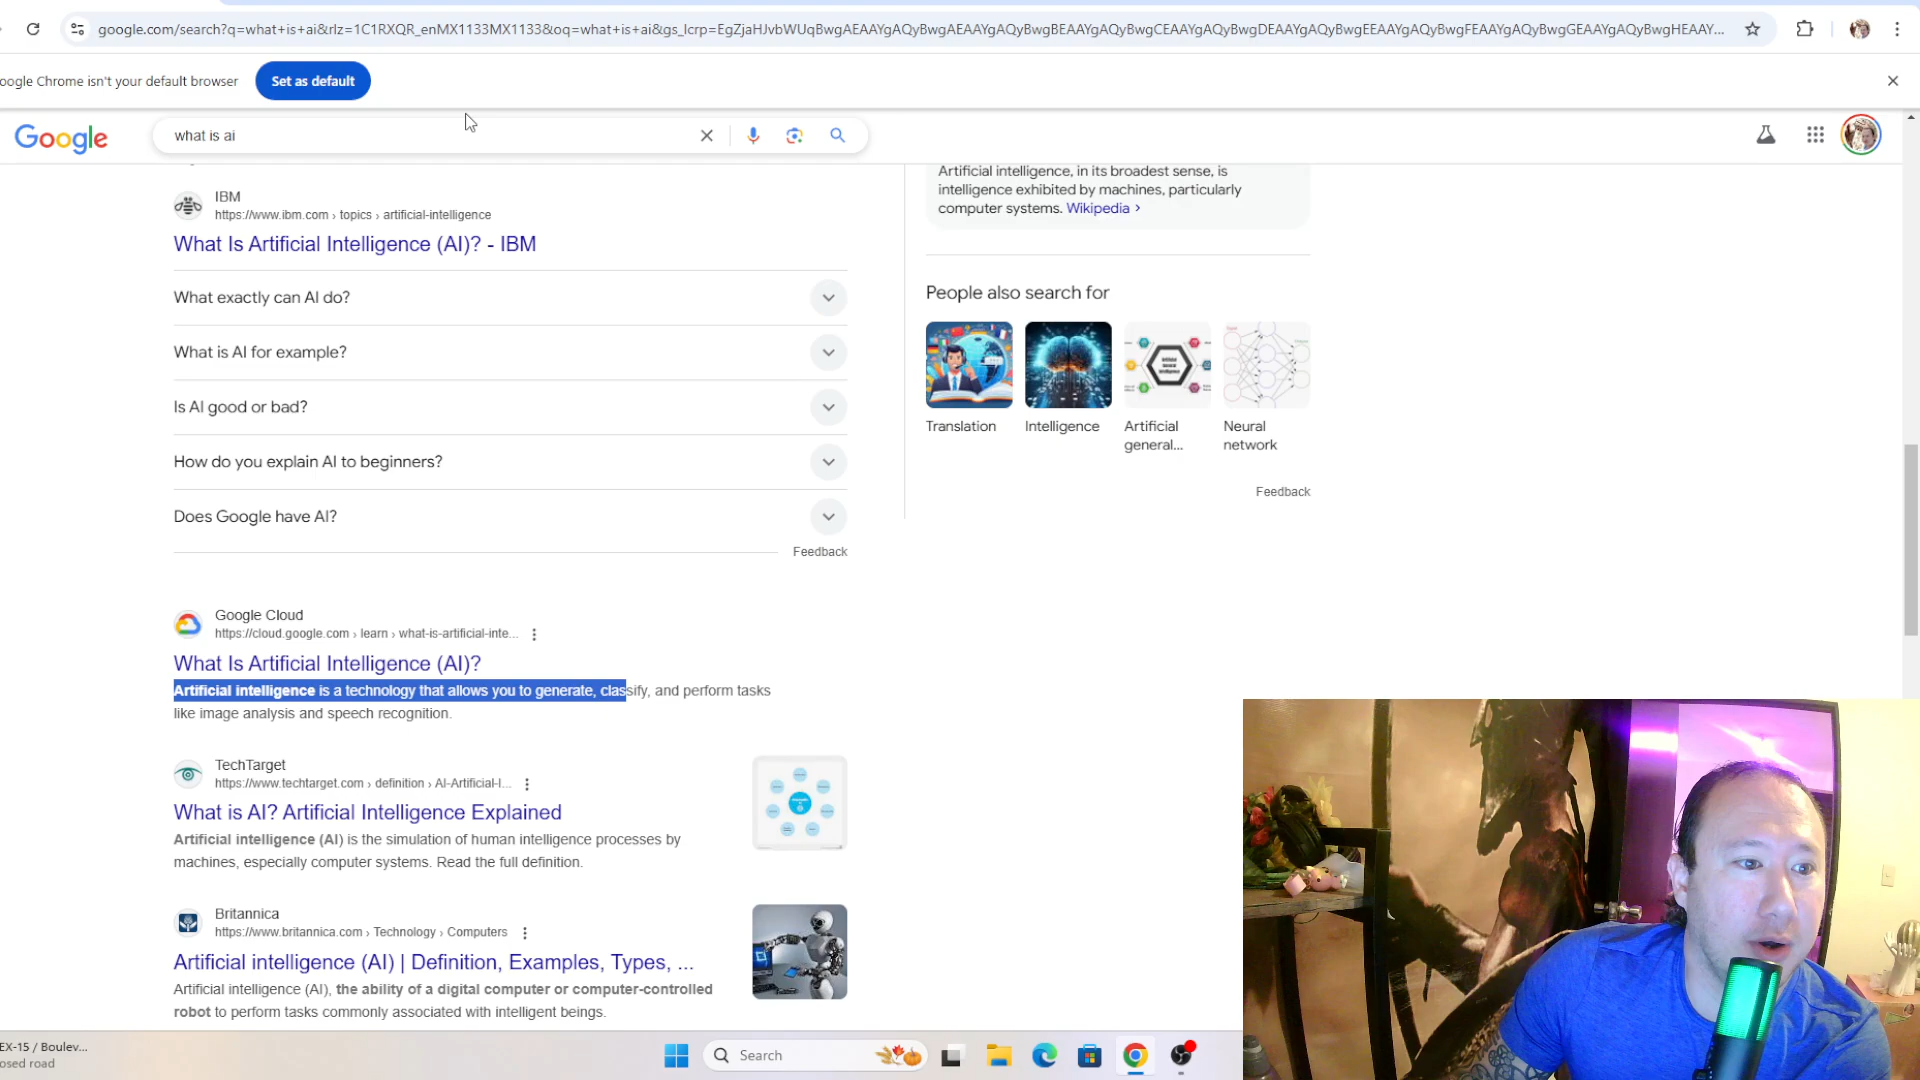 google.com/search?q=what+is+ai&rlz=1C1RXQR_enMX1133MX1133&oq=what+is+ai&gs_lcrp=EgZjaHJvbWUqBwgAEAAYgAQyBwgAEAAYgAQyBwgBEAAYgAQyBwgCEAAYgAQyBwgDEAAYgAQyBwgEEAAYgAQyBwgFEAAYgAQyBwgGEAAYgAQyBwgHEAAY...
oogle Chrome isn't your default browser
Set as default
Google
what is ai
IBM
https://www.ibm.com › topics › artificial-intelligence
What Is Artificial Intelligence (AI)? - IBM
What exactly can AI do?
What is AI for example?
Is AI good or bad?
How do you explain AI to beginners?
Does Google have AI?
Feedback
Google Cloud
https://cloud.google.com › learn › what-is-artificial-inte...
What Is Artificial Intelligence (AI)?
Artificial intelligence is a technology that allows you to generate, classify, and perform tasks
like image analysis and speech recognition.
TechTarget
https://www.techtarget.com › definition › AI-Artificial-I...
What is AI? Artificial Intelligence Explained
Artificial intelligence (AI) is the simulation of human intelligence processes by
machines, especially computer systems. Read the full definition.
Britannica
https://www.britannica.com › Technology › Computers
Artificial intelligence (AI) | Definition, Examples, Types, ...
Artificial intelligence (AI), the ability of a digital computer or computer-controlled
robot to perform tasks commonly associated with intelligent beings.
Artificial intelligence, in its broadest sense, is
intelligence exhibited by machines, particularly
computer systems. Wikipedia ›
People also search for
Translation
Intelligence
Artificial
general...
Neural
network
Feedback
EX-15 / Boulev...
osed road
Search